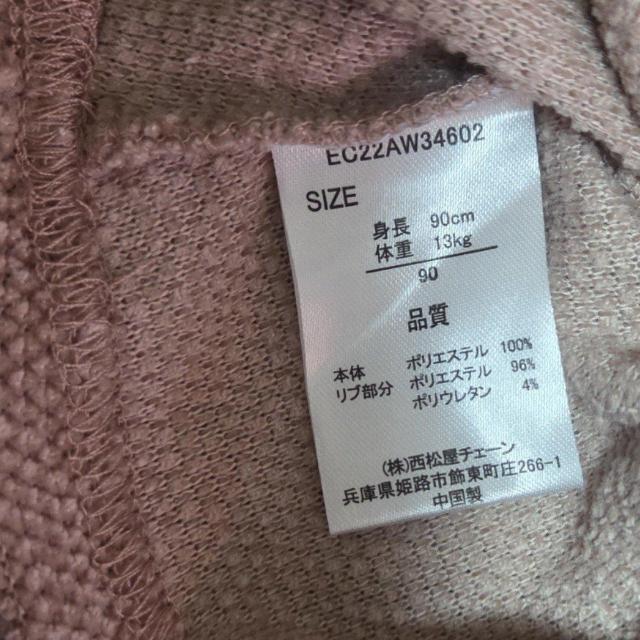 EC22AW34602
SIZE
身長 90cm
体重 13kg
90
品質
本体 ポリエステル 100%
リブ部分 ポリエステル 96%
ポリウレタン 4%
(株)西松屋チェーン
兵庫県姫路市飾東町庄266-1
中国製